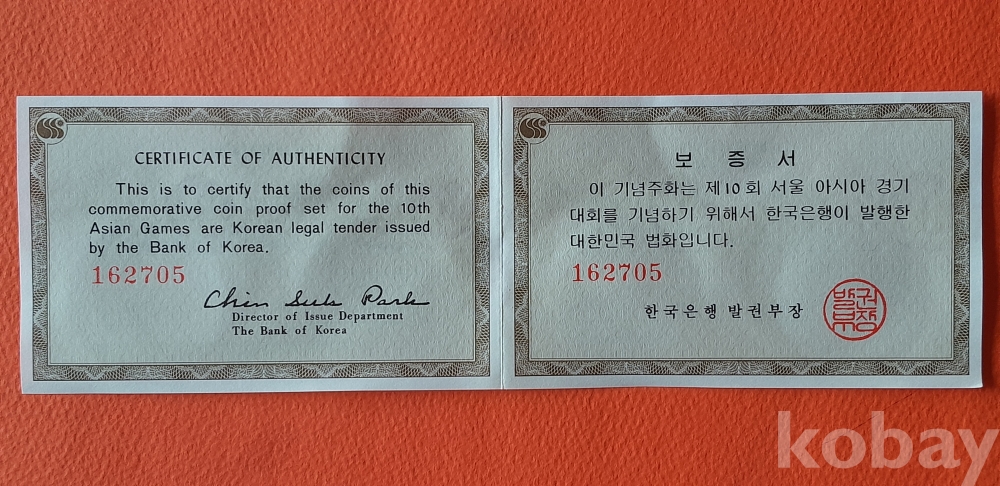 CERTIFICATE OF AUTHENTICITY
This is to certify that the coins of this
commemorative coin proof set for the 10th
Asian Games are Korean legal tender issued
by the Bank of Korea.
162705
Chin Suk Park
Director of Issue Department
The Bank of Korea
보 증 서
이 기념주화는 제10회 서울 아시아 경기
대회를 기념하기 위해서 한국은행이 발행한
대한민국 법화입니다.
162705
한국은행 발권부장
발권부장
kobay